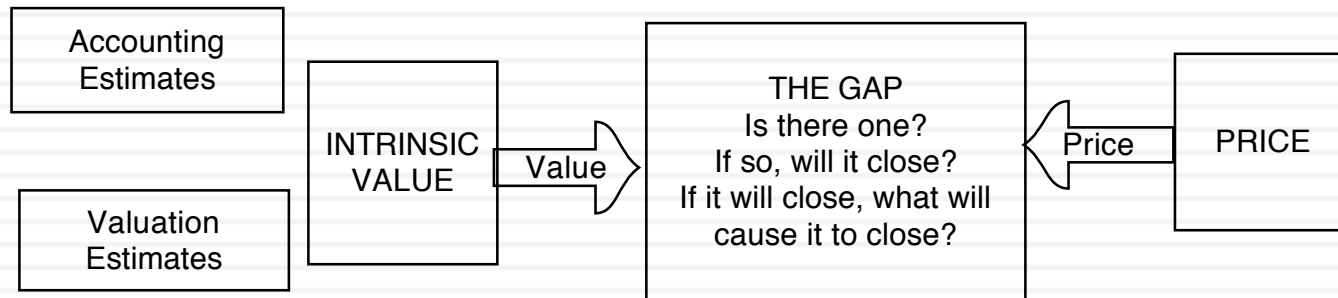 Accounting
Estimates
Valuation
Estimates
INTRINSIC
VALUE
Value
THE GAP
Is there one?
If so, will it close?
If it will close, what will
cause it to close?
Price
PRICE